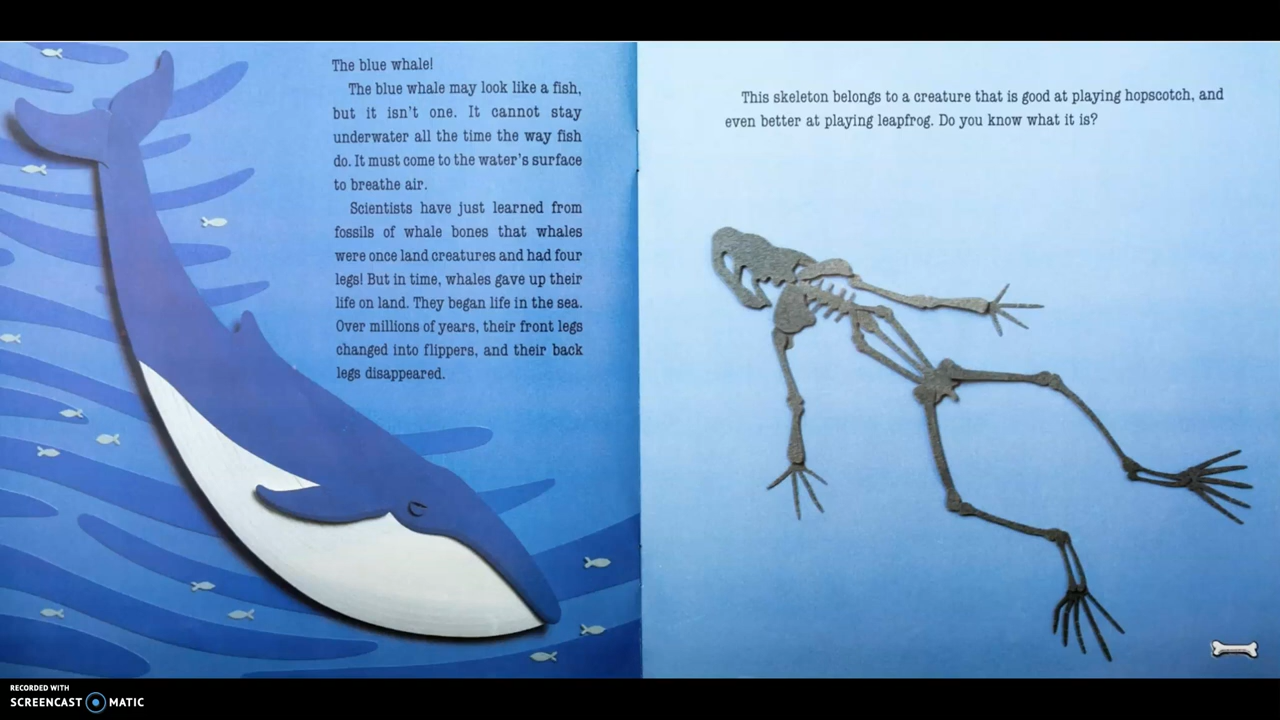 The blue whale!
The blue whale may look like a fish,
but it isn't one. It cannot stay
underwater all the time the way fish
do. It must come to the water's surface
to breathe air.
Scientists have just learned from
fossils of whale bones that whales
were once land creatures and had four
legs! But in time, whales gave up their
life on land. They began life in the sea.
Over millions of years, their front legs
changed into flippers, and their back
legs disappeared.
This skeleton belongs to a creature that is good at playing hopscotch, and
even better at playing leapfrog. Do you know what it is?
RECORDED WITH
SCREENCAST MATIC